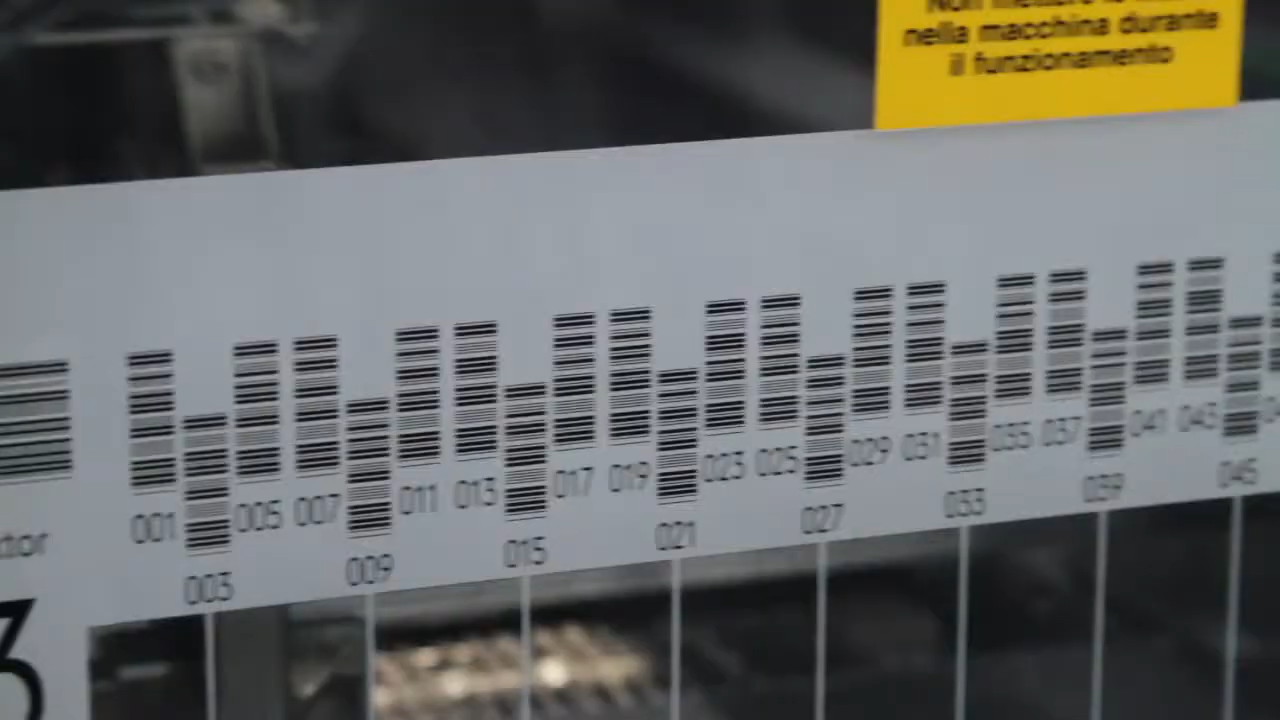 nella macchina durante
il funzionamento
001 005 007 011 013 017 019 023 025 029 031 035 037 041 043
003 009 015 021 027 033 039 045
3